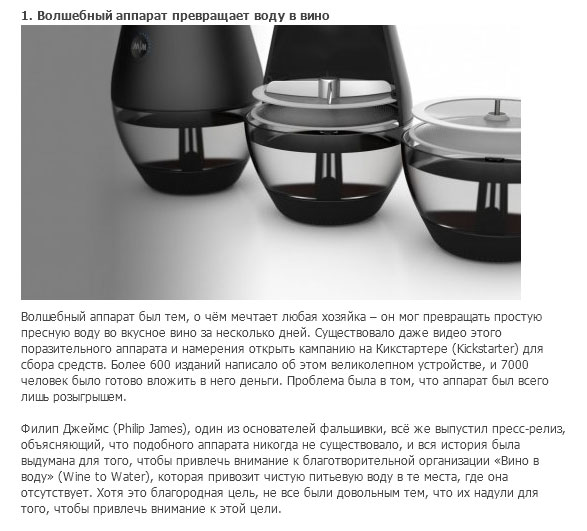 1. Волшебный аппарат превращает воду в вино
Волшебный аппарат был тем, о чём мечтает любая хозяйка – он мог превращать простую
пресную воду во вкусное вино за несколько дней. Существовало даже видео этого
поразительного аппарата и намерения открыть кампанию на Кикстартере (Kickstarter) для
сбора средств. Более 600 изданий написало об этом великолепном устройстве, и 7000
человек было готово вложить в него деньги. Проблема была в том, что аппарат был всего
лишь розыгрышем.
Филип Джеймс (Philip James), один из основателей фальшивки, всё же выпустил пресс-релиз,
объясняющий, что подобного аппарата никогда не существовало, и вся история была
выдумана для того, чтобы привлечь внимание к благотворительной организации «Вино в
воду» (Wine to Water), которая привозит чистую питьевую воду в те места, где она
отсутствует. Хотя это благородная цель, не все были довольным тем, что их надули для
того, чтобы привлечь внимание к этой цели.